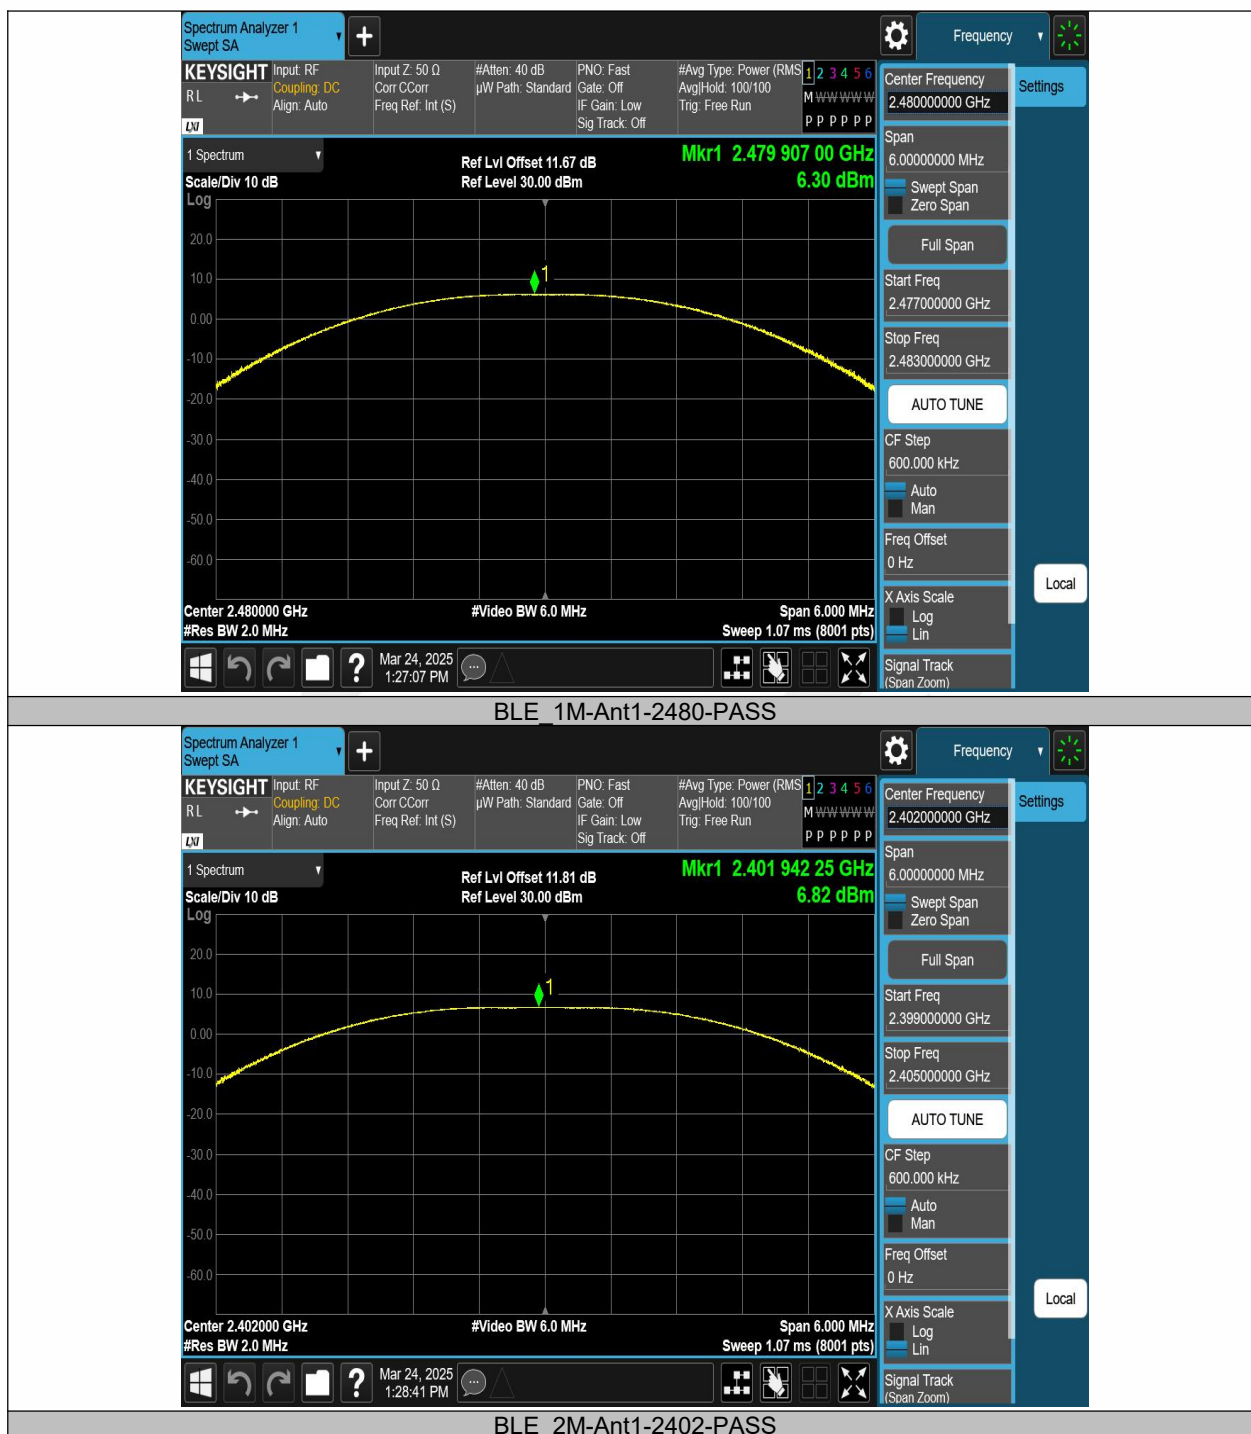 Spectrum Analyzer 1
Swept SA
+
Frequency
KEYSIGHT
RL
LXI
Input: RF
Coupling: DC
Align: Auto
Input Z: 50 Ω
Corr CCorr
Freq Ref: Int (S)
#Atten: 40 dB
µW Path: Standard
PNO: Fast
Gate: Off
IF Gain: Low
Sig Track: Off
#Avg Type: Power (RMS
Avg|Hold: 100/100
Trig: Free Run
1 2 3 4 5 6
M W W W W W
P P P P P P
Center Frequency
2.480000000 GHz
Settings
Span
6.00000000 MHz
Swept Span
Zero Span
Full Span
Start Freq
2.477000000 GHz
Stop Freq
2.483000000 GHz
AUTO TUNE
CF Step
600.000 kHz
Auto
Man
Freq Offset
0 Hz
X Axis Scale
Log
Lin
Signal Track
(Span Zoom)
Local
1 Spectrum
Scale/Div 10 dB
Log
Ref Lvl Offset 11.67 dB
Ref Level 30.00 dBm
Mkr1 2.479 907 00 GHz
6.30 dBm
1
20.0
10.0
0.00
-10.0
-20.0
-30.0
-40.0
-50.0
-60.0
Center 2.480000 GHz
#Res BW 2.0 MHz
#Video BW 6.0 MHz
Span 6.000 MHz
Sweep 1.07 ms (8001 pts)
?
Mar 24, 2025
1:27:07 PM
BLE_1M-Ant1-2480-PASS
Spectrum Analyzer 1
Swept SA
+
Frequency
KEYSIGHT
RL
LXI
Input: RF
Coupling: DC
Align: Auto
Input Z: 50 Ω
Corr CCorr
Freq Ref: Int (S)
#Atten: 40 dB
µW Path: Standard
PNO: Fast
Gate: Off
IF Gain: Low
Sig Track: Off
#Avg Type: Power (RMS
Avg|Hold: 100/100
Trig: Free Run
1 2 3 4 5 6
M W W W W W
P P P P P P
Center Frequency
2.402000000 GHz
Settings
Span
6.00000000 MHz
Swept Span
Zero Span
Full Span
Start Freq
2.399000000 GHz
Stop Freq
2.405000000 GHz
AUTO TUNE
CF Step
600.000 kHz
Auto
Man
Freq Offset
0 Hz
X Axis Scale
Log
Lin
Signal Track
(Span Zoom)
Local
1 Spectrum
Scale/Div 10 dB
Log
Ref Lvl Offset 11.81 dB
Ref Level 30.00 dBm
Mkr1 2.401 942 25 GHz
6.82 dBm
1
20.0
10.0
0.00
-10.0
-20.0
-30.0
-40.0
-50.0
-60.0
Center 2.402000 GHz
#Res BW 2.0 MHz
#Video BW 6.0 MHz
Span 6.000 MHz
Sweep 1.07 ms (8001 pts)
?
Mar 24, 2025
1:28:41 PM
BLE_2M-Ant1-2402-PASS